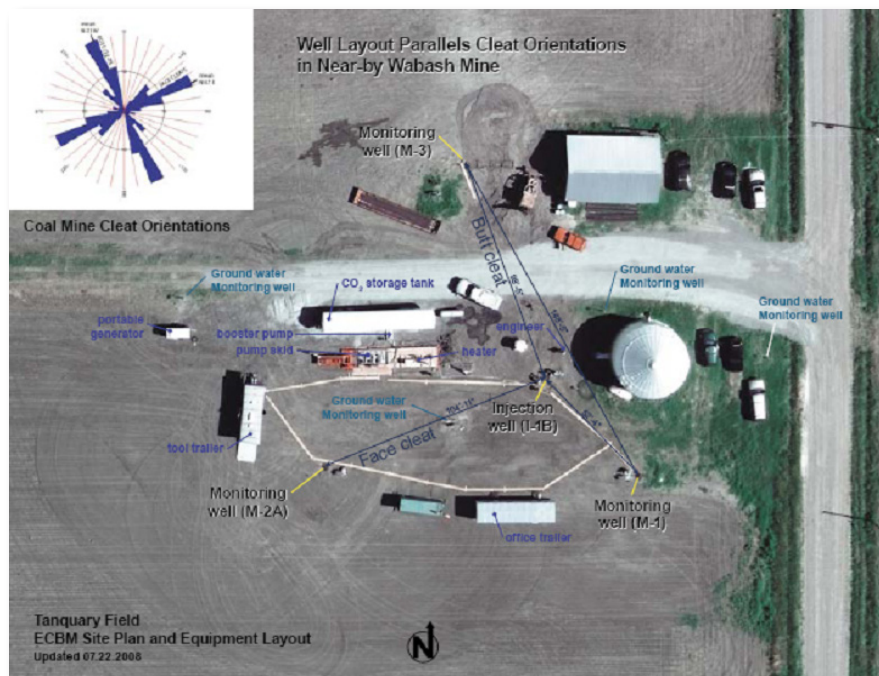 Well Layout Parallels Cleat Orientations
in Near-by Wabash Mine
Monitoring
well (M-3)
Coal Mine Cleat Orientations
Butt cleat
Ground water
Monitoring well
CO₂ storage tank
Ground water
Monitoring well
Ground water
Monitoring well
portable
generator
booster pump
engineer
pump skid
heater
Ground water
Monitoring well
Injection
well (I-1B)
Face cleat
tool trailer
Monitoring
well (M-2A)
Monitoring
well (M-1)
office trailer
Tanquary Field
ECBM Site Plan and Equipment Layout
Updated 07.22.2008
N